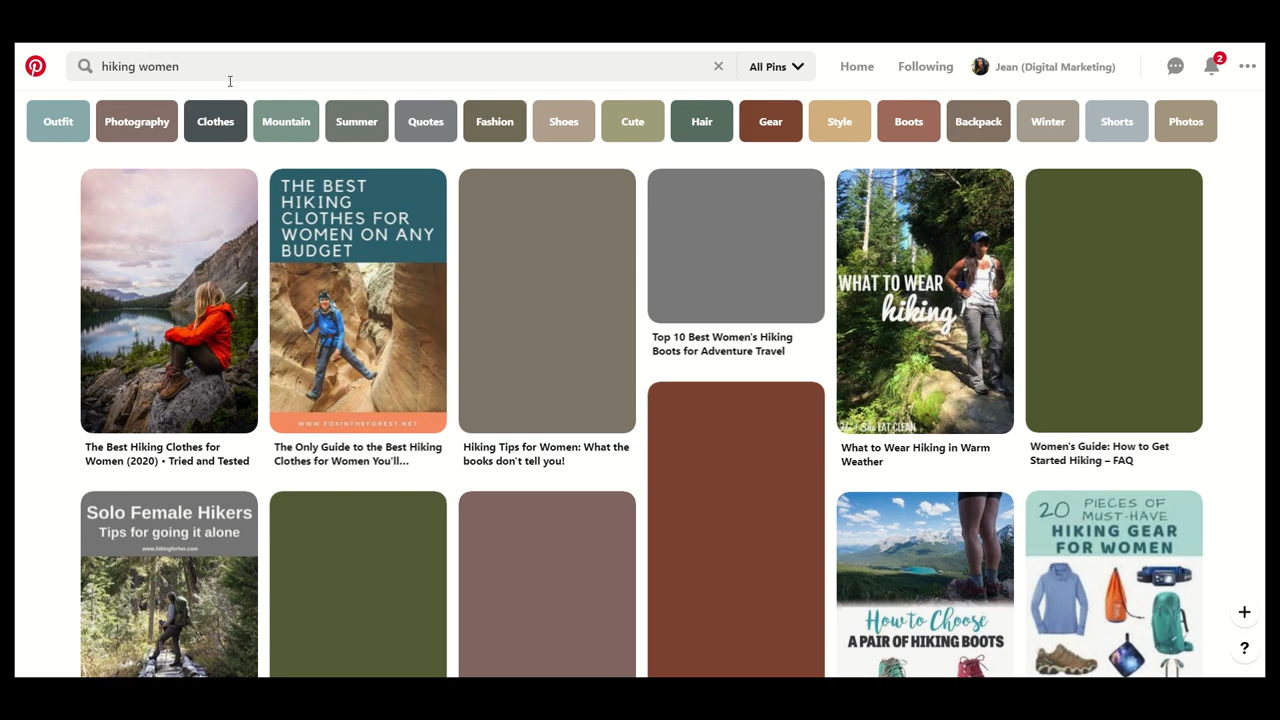 hiking women
All Pins
Home
Following
Jean (Digital Marketing)
2
Outfit
Photography
Clothes
Mountain
Summer
Quotes
Fashion
Shoes
Cute
Hair
Gear
Style
Boots
Backpack
Winter
Shorts
Photos
The Best Hiking Clothes for
Women (2020) • Tried and Tested
THE BEST
HIKING
CLOTHES FOR
WOMEN ON ANY
BUDGET
WWW.FOXINTHEFOREST.NET
The Only Guide to the Best Hiking
Clothes for Women You'll...
Hiking Tips for Women: What the
books don't tell you!
Top 10 Best Women's Hiking
Boots for Adventure Travel
WHAT TO WEAR
hiking
EAT CLEAN
What to Wear Hiking in Warm
Weather
Women's Guide: How to Get
Started Hiking – FAQ
Solo Female Hikers
Tips for going it alone
www.hikingforher.com
How to Choose
A PAIR OF HIKING BOOTS
20 PIECES OF
MUST-HAVE
HIKING GEAR
FOR WOMEN
+
?